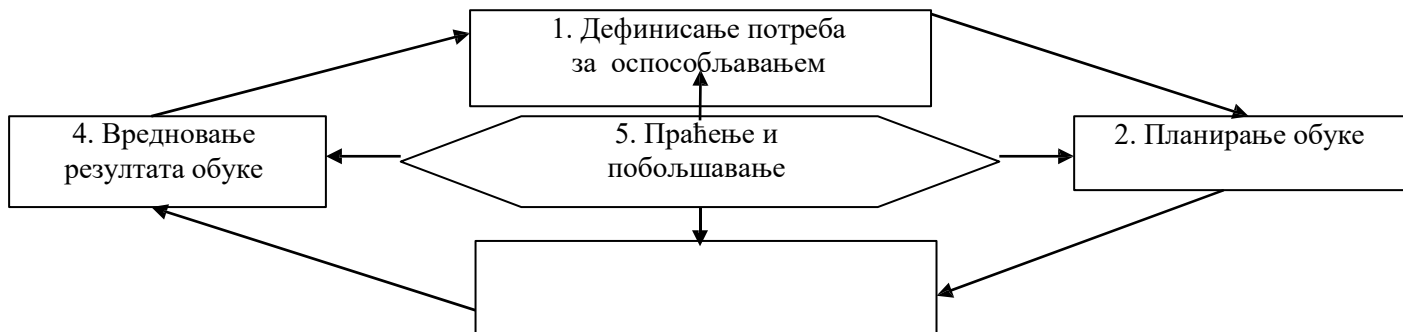 1. Дефинисање потреба
за оспособљавањем
4. Вредновање
резултата обуке
5. Праћење и
побољшавање
2. Планирање обуке